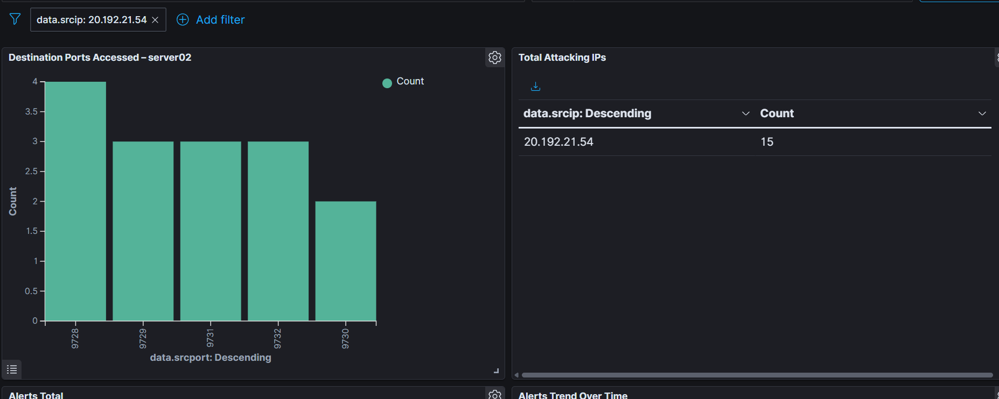 data.srcip: 20.192.21.54
Add filter
Destination Ports Accessed – server02
Count
4
3.5
3
2.5
2
1.5
1
0.5
0
Count
9728
9729
9731
9732
9730
data.srcport: Descending
Total Attacking IPs
data.srcip: Descending Count
20.192.21.54 15
Alerts Total
Alerts Trend Over Time